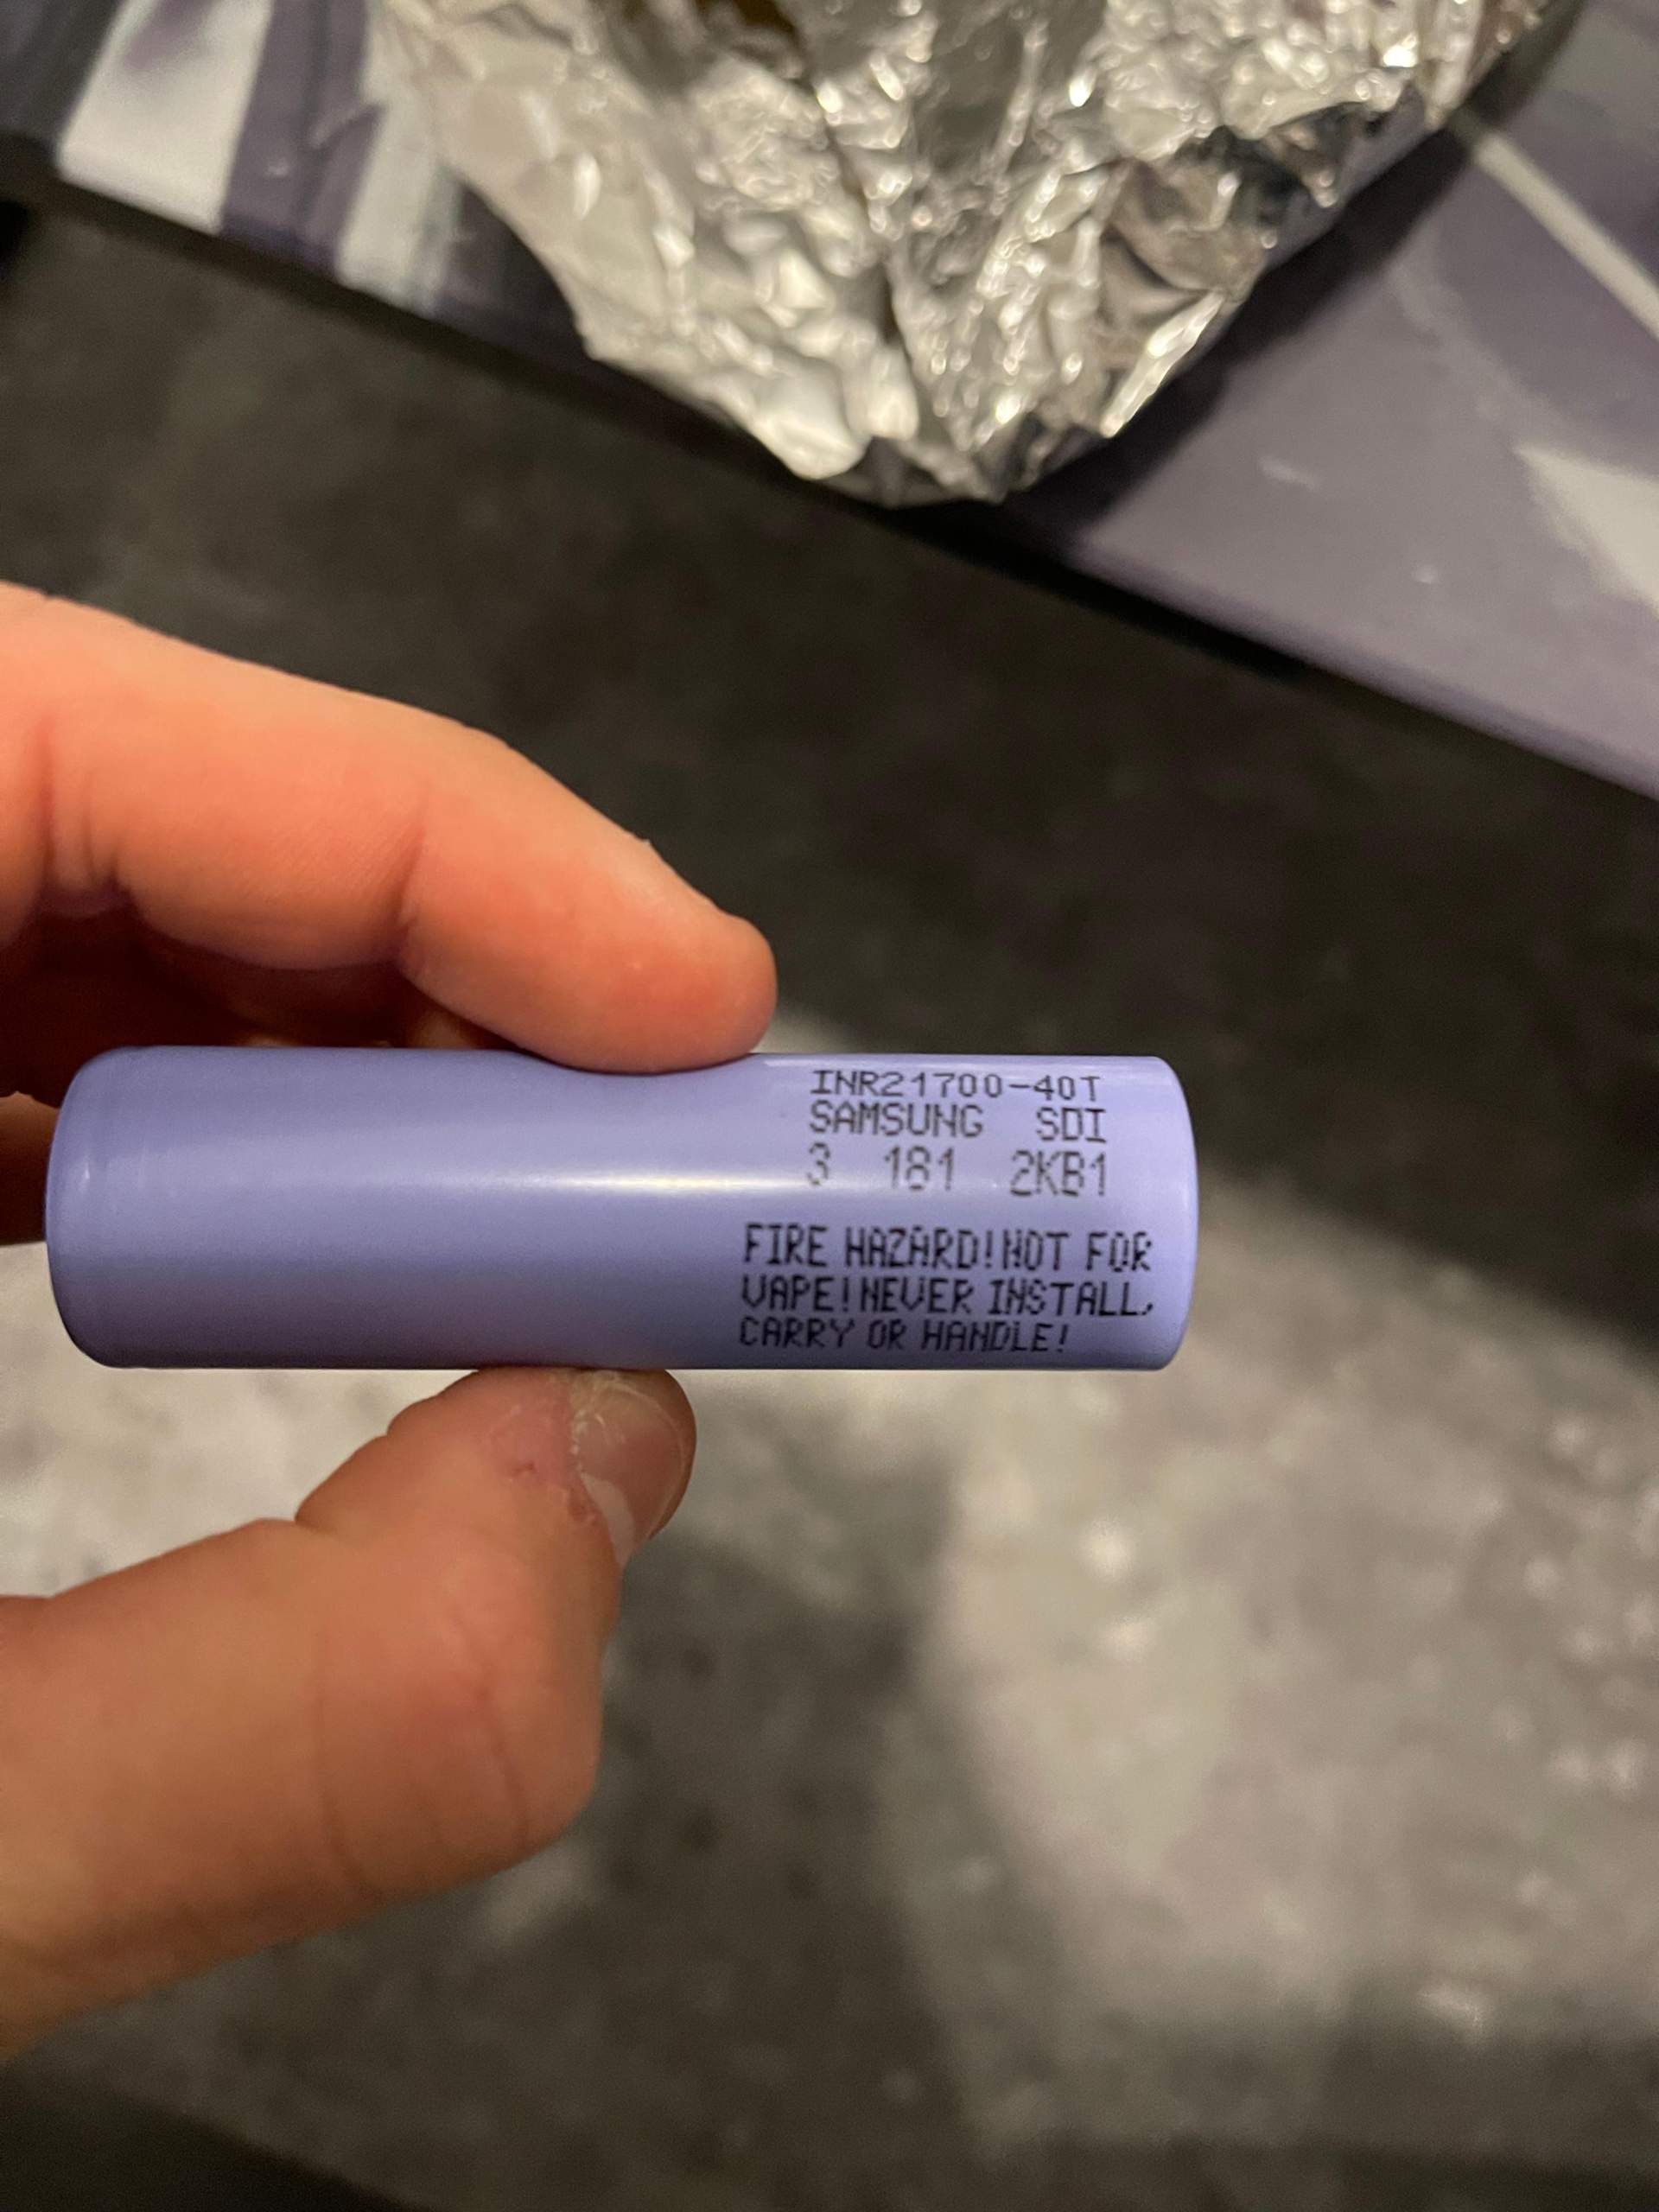 INR21700-40T
SAMSUNG SDI
3 181 2KB1
FIRE HAZARD!NOT FOR
VAPE!NEVER INSTALL,
CARRY OR HANDLE!